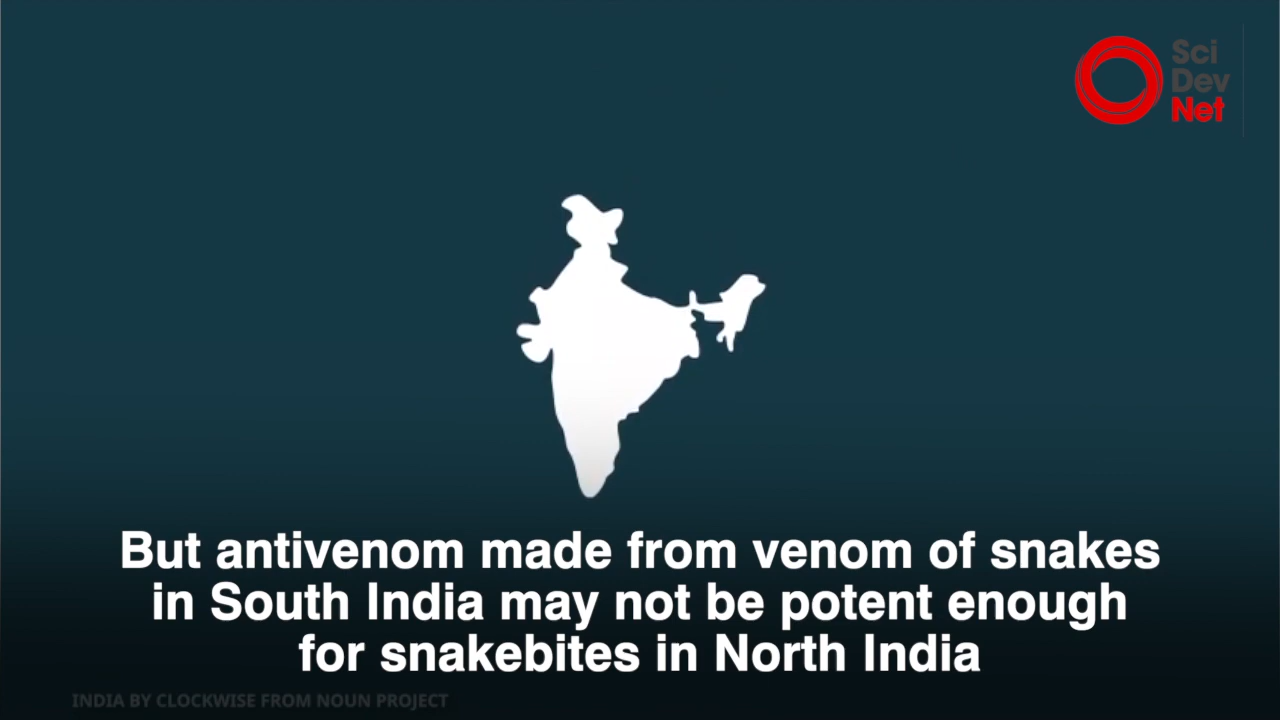 Sci
Dev
Net
But antivenom made from venom of snakes
in South India may not be potent enough
for snakebites in North India
INDIA BY CLOCKWISE FROM NOUN PROJECT